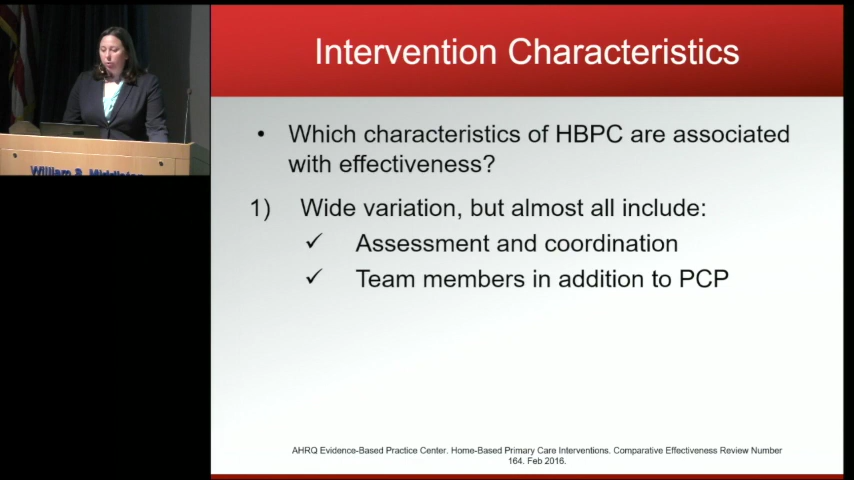 Intervention Characteristics
• Which characteristics of HBPC are associated
with effectiveness?
1) Wide variation, but almost all include:
✓ Assessment and coordination
✓ Team members in addition to PCP
AHRQ Evidence-Based Practice Center. Home-Based Primary Care Interventions. Comparative Effectiveness Review Number
164. Feb 2016.
William S. Middleton